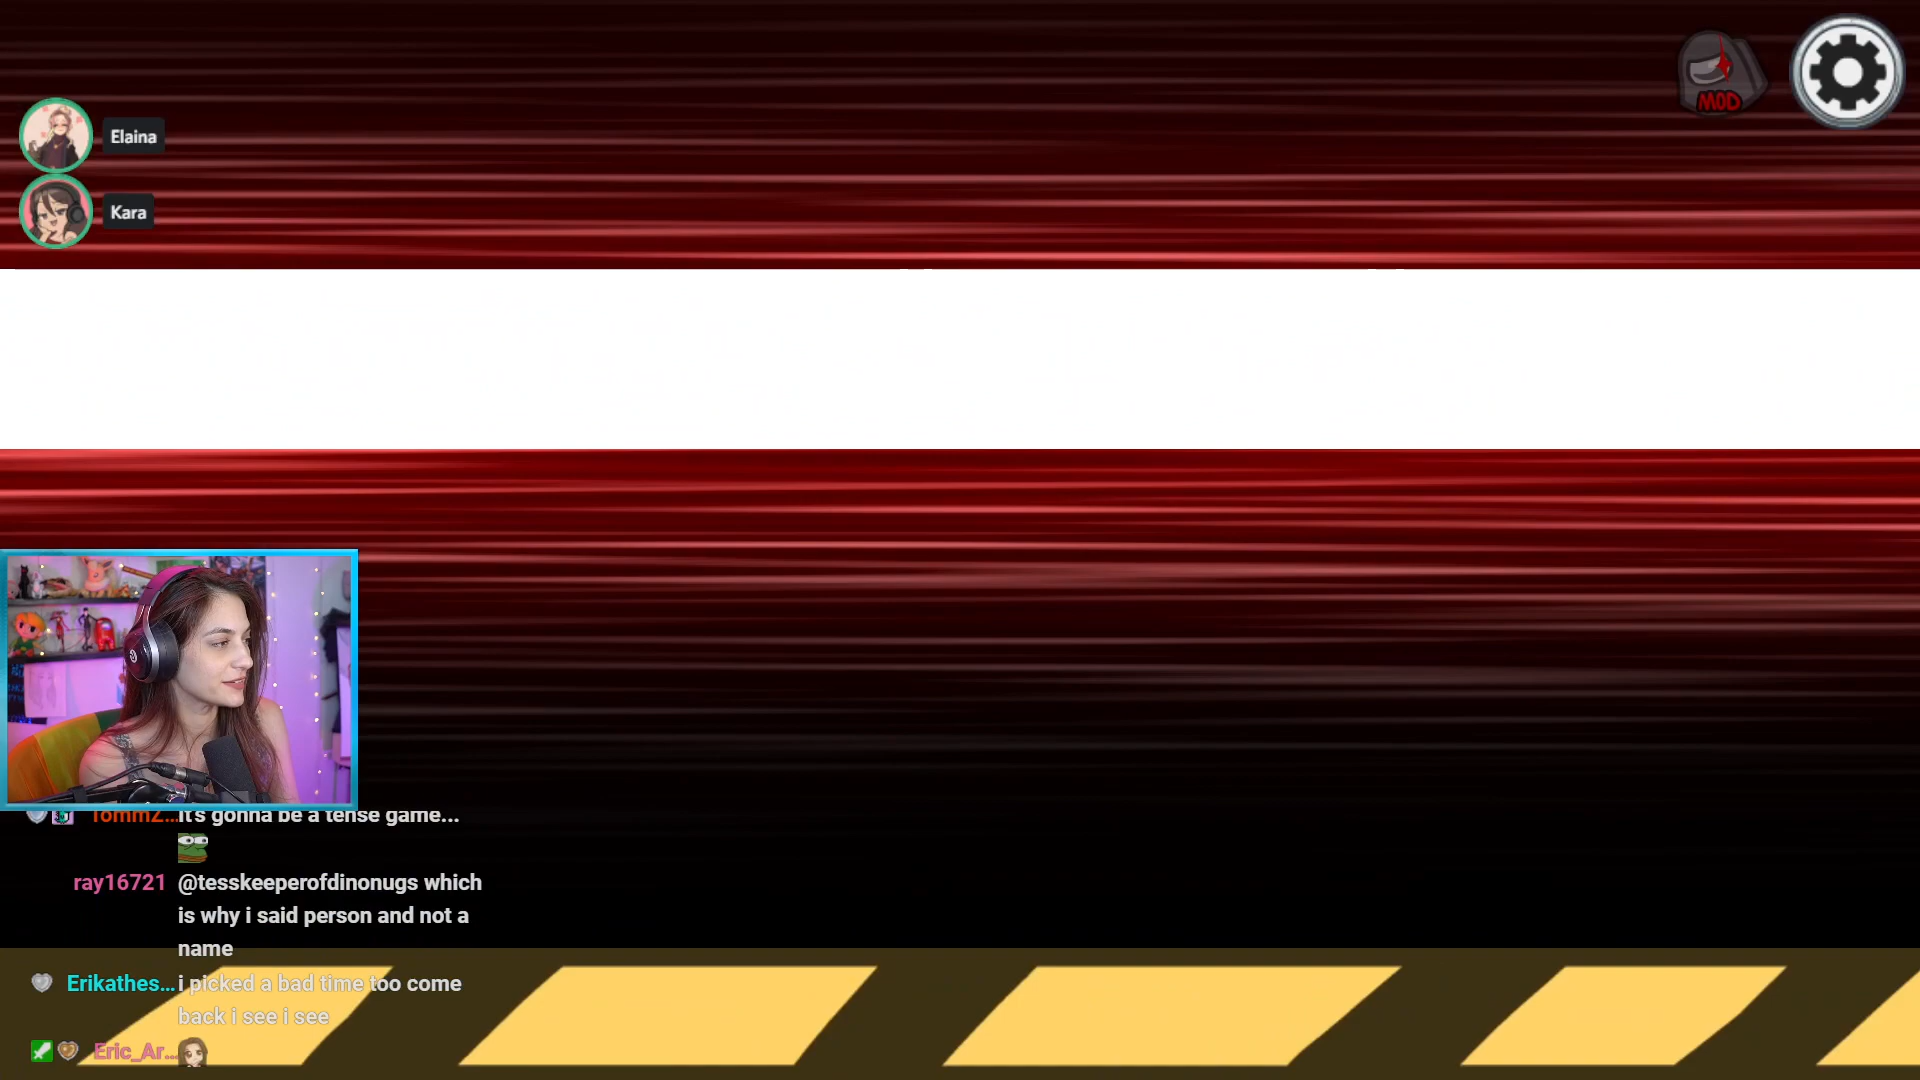 MOD
Elaina
Kara
TommZ... It's gonna be a tense game...
ray16721 @tesskeeperofdinonugs which
is why i said person and not a
name
Erikathes... i picked a bad time too come
back i see i see
Eric_Ar...